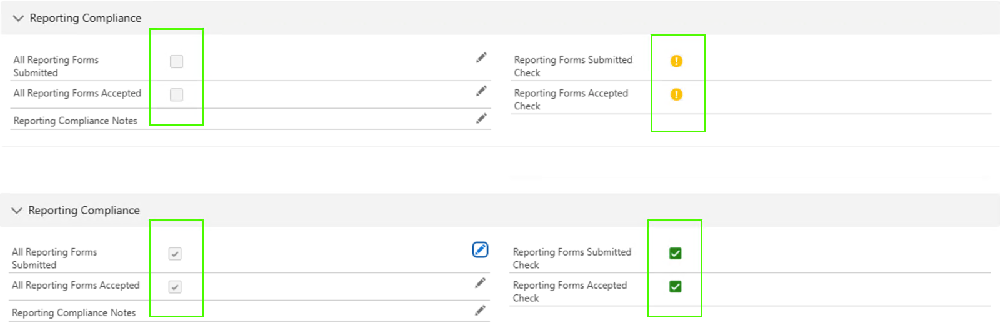 Reporting Compliance
All Reporting Forms
Submitted
Reporting Forms Submitted
Check
All Reporting Forms Accepted
Reporting Forms Accepted
Check
Reporting Compliance Notes
Reporting Compliance
All Reporting Forms
Submitted
Reporting Forms Submitted
Check
All Reporting Forms Accepted
Reporting Forms Accepted
Check
Reporting Compliance Notes